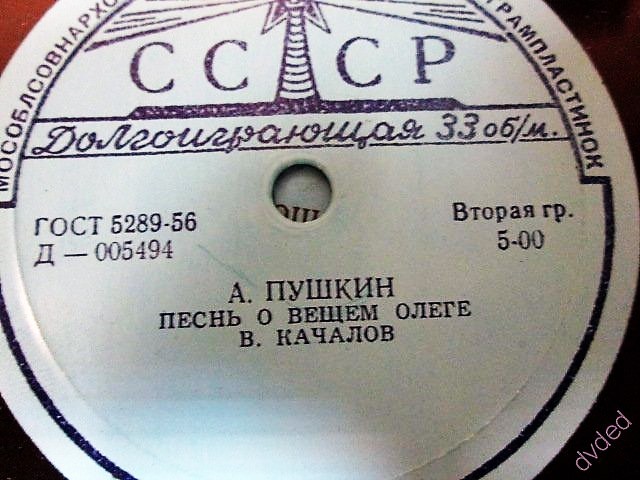 МОСОБЛСОВНАРХО
ГРАМПЛАСТИНОК
СССР
Долгоиграющая 33 об/м.
ГОСТ 5289-56
Вторая гр.
Д — 005494
5-00
А. ПУШКИН
ПЕСНЬ О ВЕЩЕМ ОЛЕГЕ
В. КАЧАЛОВ
dvded